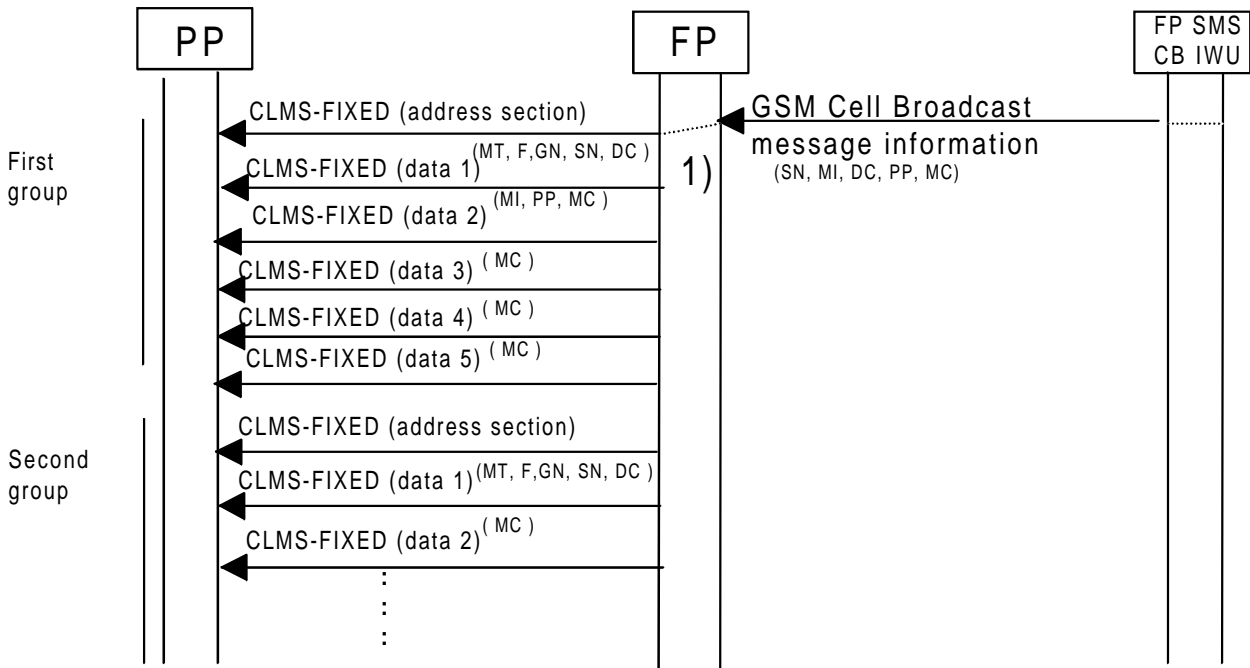 PP
FP
FP SMS
CB IWU
CLMS-FIXED (address section)
GSM Cell Broadcast
message information
(SN, MI, DC, PP, MC)
1)
First
group
CLMS-FIXED (data 1) (MT, F,GN, SN, DC )
CLMS-FIXED (data 2) (MI, PP, MC )
CLMS-FIXED (data 3) ( MC )
CLMS-FIXED (data 4) ( MC )
CLMS-FIXED (data 5) ( MC )
Second
group
CLMS-FIXED (address section)
CLMS-FIXED (data 1) (MT, F,GN, SN, DC )
CLMS-FIXED (data 2) ( MC )